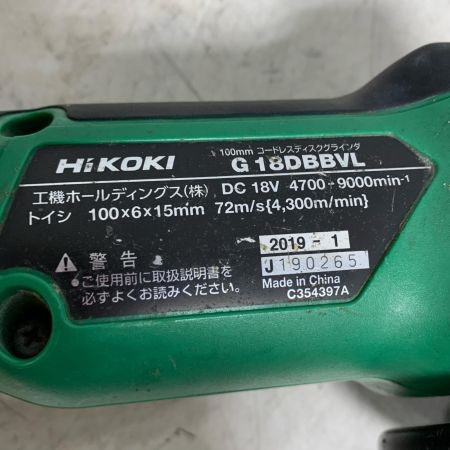 100mm コードレスディスクグラインダ
HiKOKI G 18DBBVL
工機ホールディングス(株) DC 18V 4700-9000min-1
トイシ 100×6×15mm 72m/s{4,300m/min}
警告
●ご使用前に取扱説明書を
必ずよくお読みください。
2019 - 1
J190265
Made in China
C354397A